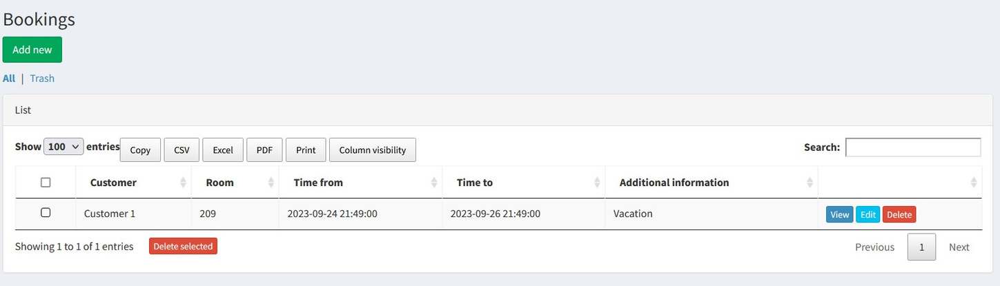 Bookings
Add new
All | Trash
List
Show 100 entries Copy CSV Excel PDF Print Column visibility Search:
Customer Room Time from Time to Additional information
Customer 1 209 2023-09-24 21:49:00 2023-09-26 21:49:00 Vacation View Edit Delete
Showing 1 to 1 of 1 entries Delete selected Previous 1 Next